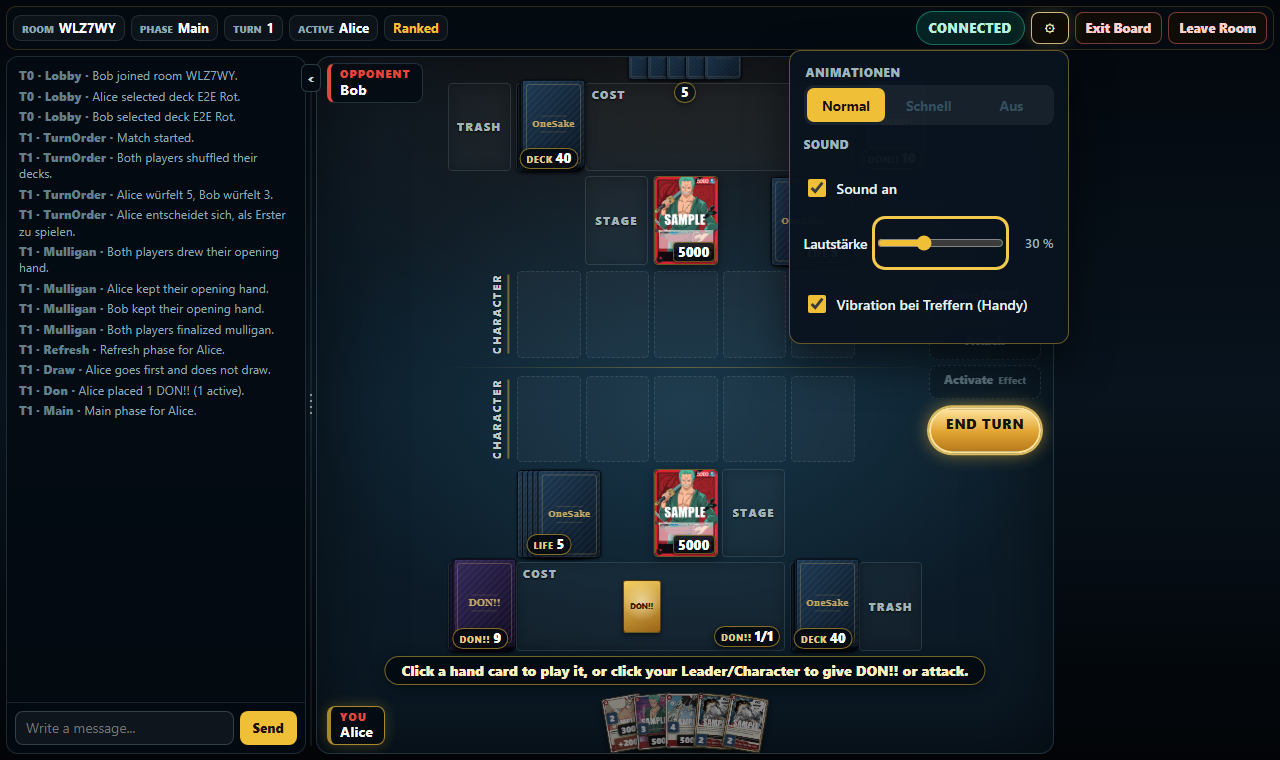 ROOM WLZ7WY
PHASE Main
TURN 1
ACTIVE Alice
Ranked
CONNECTED
Exit Board
Leave Room
T0 · Lobby - Bob joined room WLZ7WY.
T0 · Lobby - Alice selected deck E2E Rot.
T0 · Lobby - Bob selected deck E2E Rot.
T1 · TurnOrder - Match started.
T1 · TurnOrder - Both players shuffled their
decks.
T1 · TurnOrder - Alice würfelt 5, Bob würfelt 3.
T1 · TurnOrder - Alice entscheidet sich, als Erster
zu spielen.
T1 · Mulligan - Both players drew their opening
hand.
T1 · Mulligan - Alice kept their opening hand.
T1 · Mulligan - Bob kept their opening hand.
T1 · Mulligan - Both players finalized mulligan.
T1 · Refresh - Refresh phase for Alice.
T1 · Draw - Alice goes first and does not draw.
T1 · Don - Alice placed 1 DON!! (1 active).
T1 · Main - Main phase for Alice.
Write a message...
Send
OPPONENT
Bob
5
TRASH
OneSake
DECK 40
COST
STAGE
SAMPLE
5000
CHARACTER
ANIMATIONEN
Normal
Schnell
Aus
SOUND
Sound an
Lautstärke
30 %
Vibration bei Treffern (Handy)
Activate Effect
END TURN
CHARACTER
OneSake
LIFE 5
SAMPLE
5000
STAGE
DON!!
DON!! 9
COST
DON!!
DON!! 1/1
OneSake
DECK 40
TRASH
Click a hand card to play it, or click your Leader/Character to give DON!! or attack.
YOU
Alice